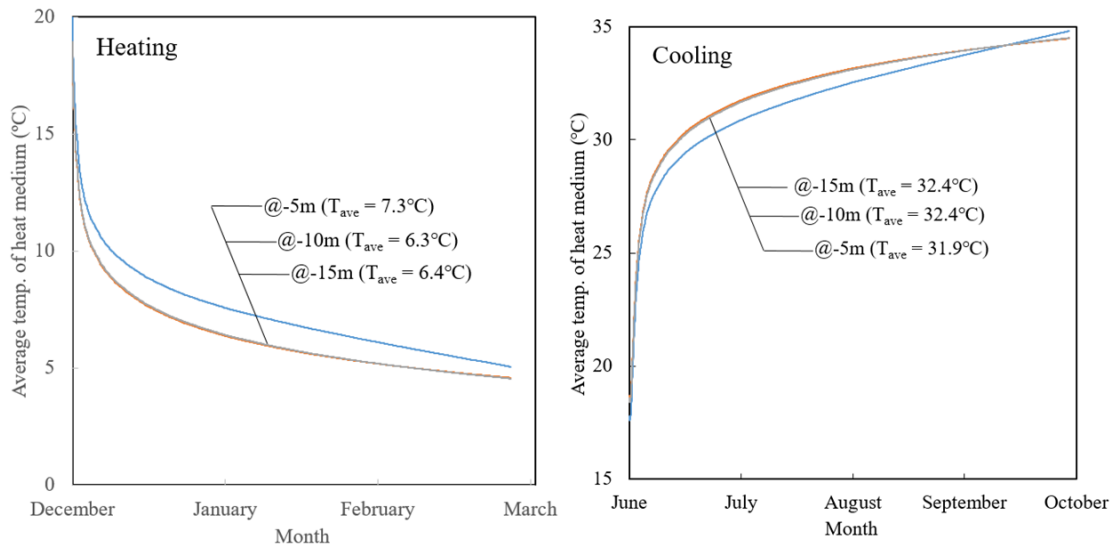 Heating
Average temp. of heat medium (℃)
20
15
10
5
0
@-5m (Tave = 7.3℃)
@-10m (Tave = 6.3℃)
@-15m (Tave = 6.4℃)
December January February March
Month
Cooling
Average temp. of heat medium (℃)
35
30
25
20
15
@-15m (Tave = 32.4℃)
@-10m (Tave = 32.4℃)
@-5m (Tave = 31.9℃)
June July August September October
Month